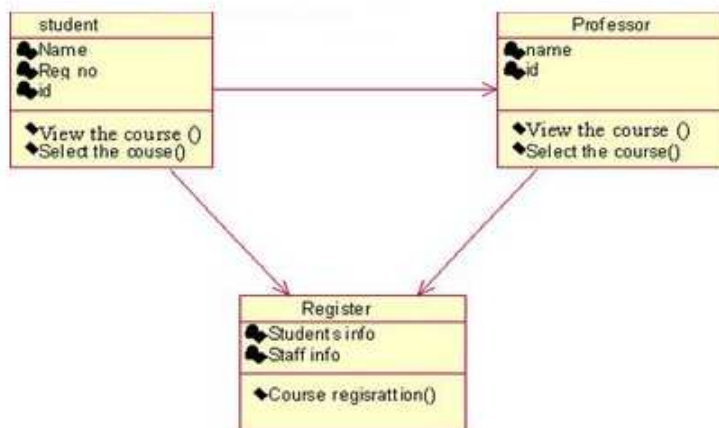 student
Name
Reg no
id
View the course ()
Select the couse()
Professor
name
id
View the course ()
Select the course()
Register
Students info
Staff info
Course regisrattion()